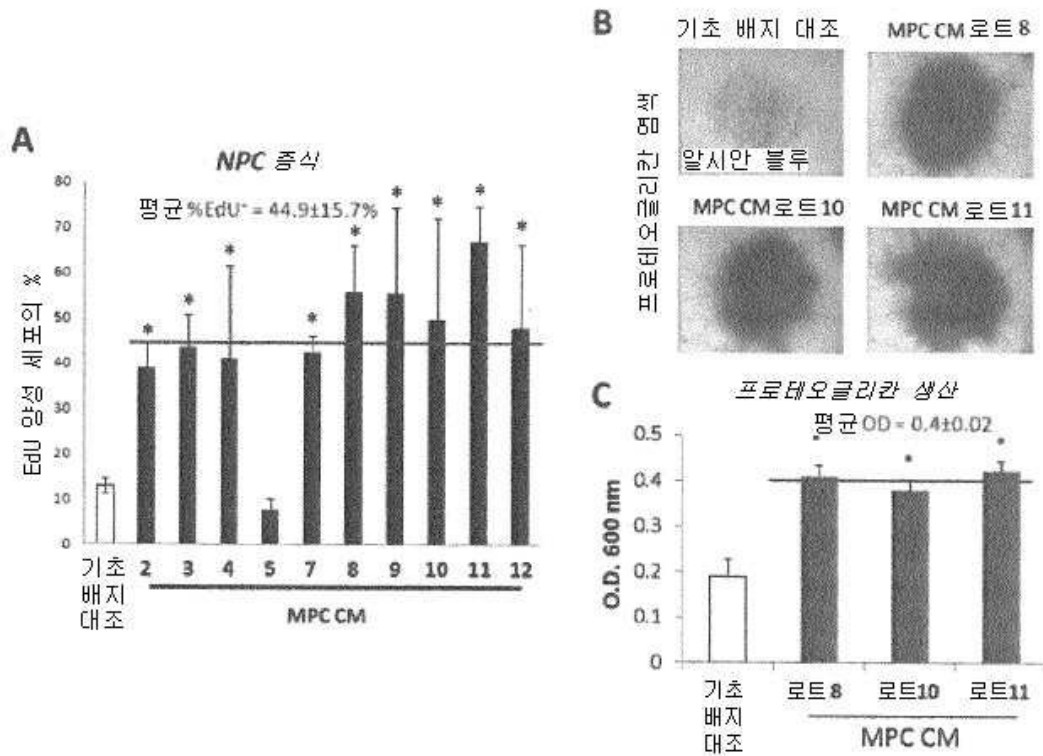 A
NPC 증식
평균 %EdU⁺ = 44.9±15.7%
EdU 양성 세포의 %
80
70
60
50
40
30
20
10
0
* * * * * * * * *
기초 배지 대조
2 3 4 5 7 8 9 10 11 12
MPC CM
B
프로테오글리칸 염색
기초 배지 대조
MPC CM 로트 8
알시안 블루
MPC CM 로트 10
MPC CM 로트 11
C
프로테오글리칸 생산
평균 OD = 0.4±0.02
O.D. 600 nm
0.5
0.4
0.3
0.2
0.1
0
* * *
기초
배지
대조
로트 8 로트10 로트11
MPC CM